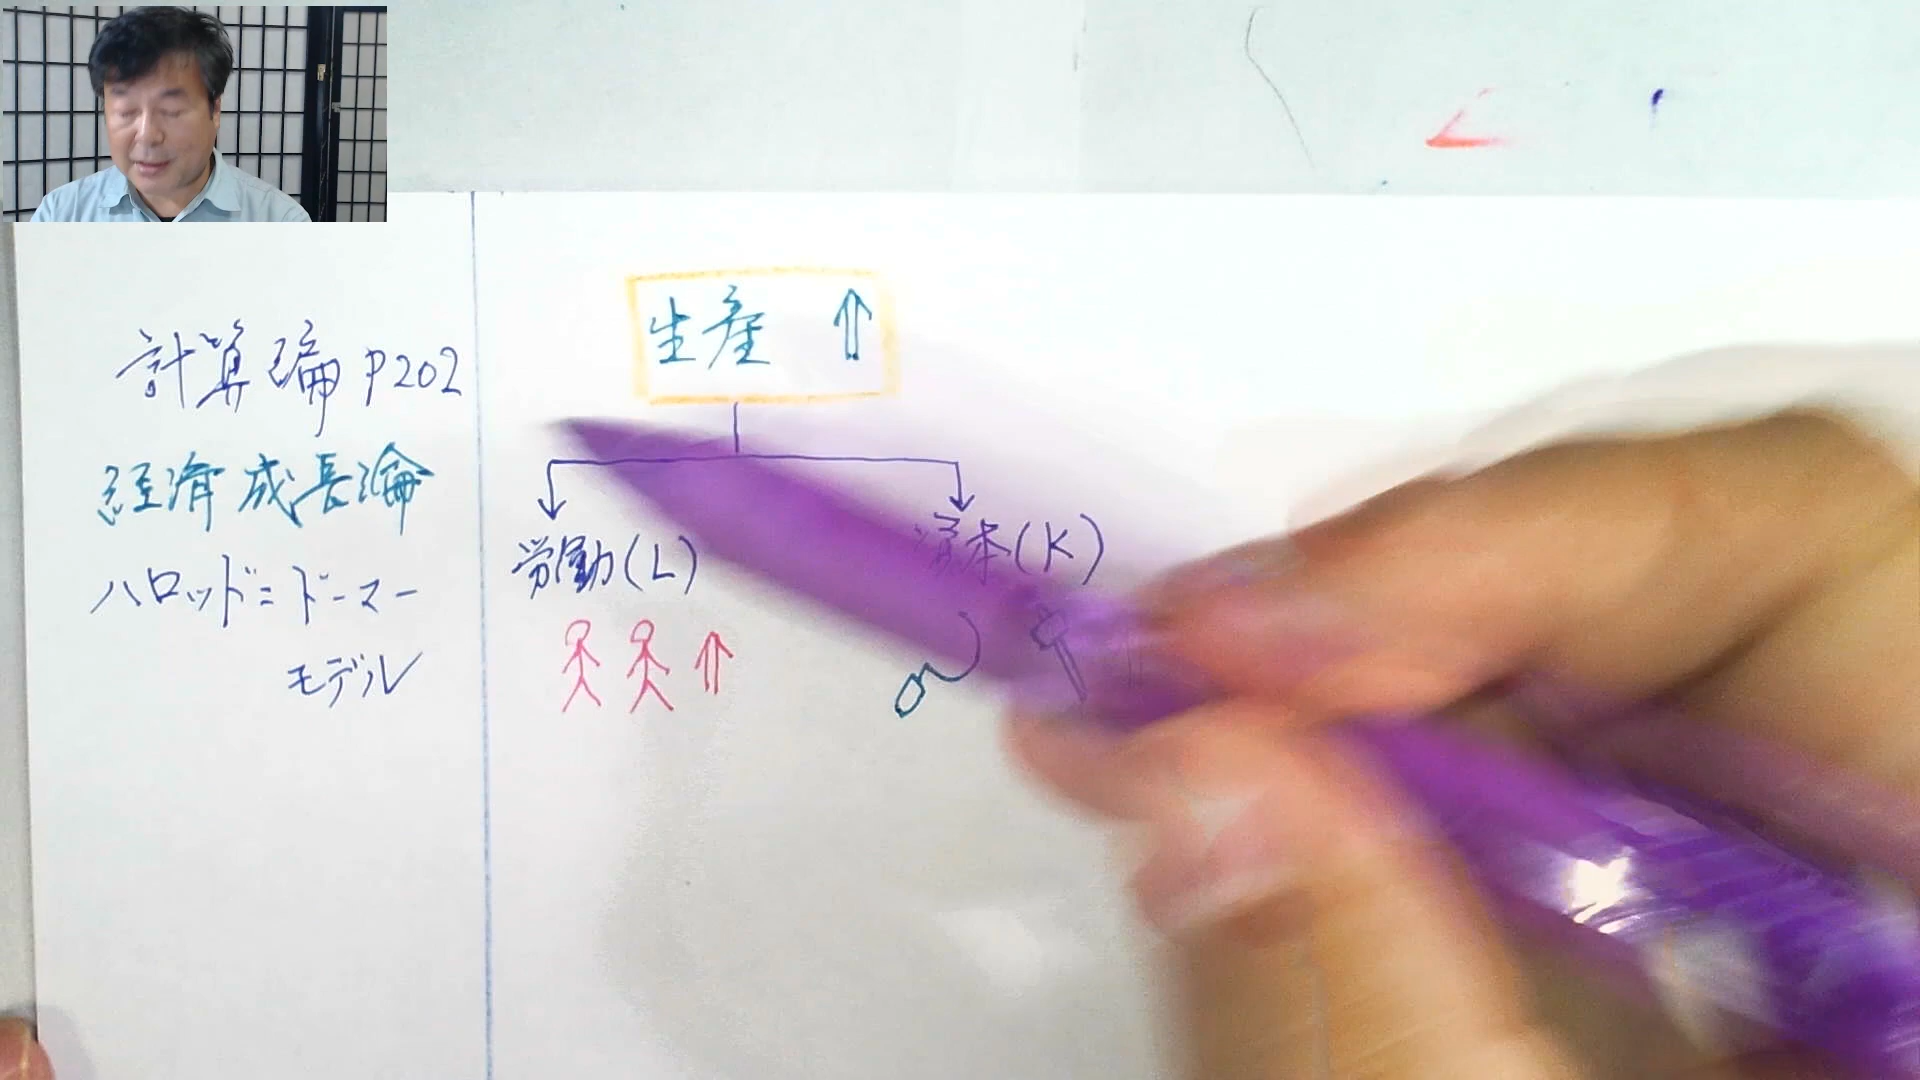 計算編 P202
経済成長論
ハロッド=ドーマー
モデル
生産 ⇑
労働(L)
資本(K)